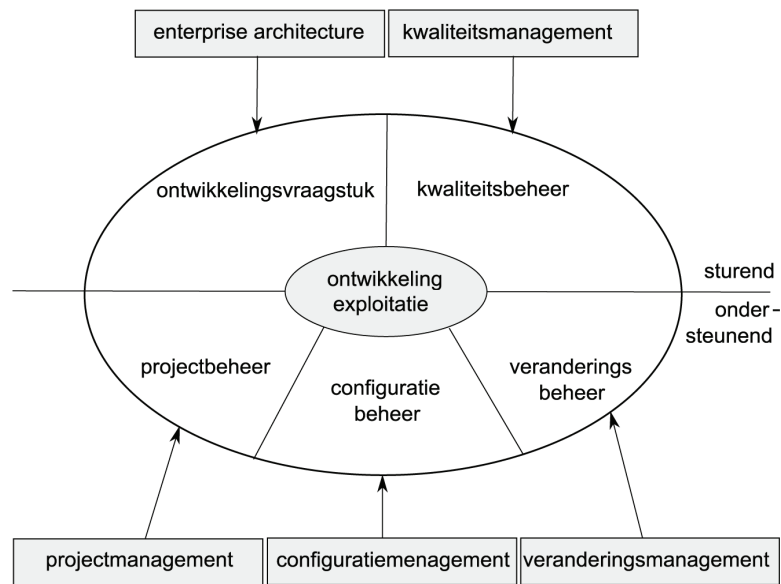 enterprise architecture
kwaliteitsmanagement
ontwikkelingsvraagstuk
kwaliteitsbeheer
ontwikkeling
exploitatie
sturend
onder-
steunend
projectbeheer
configuratie
beheer
veranderings
beheer
projectmanagement
configuratiemenagement
veranderingsmanagement